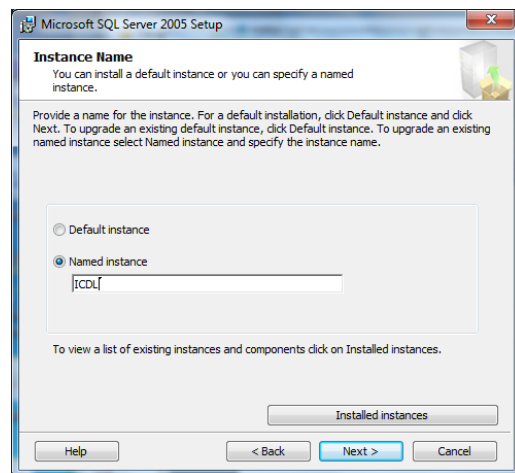 Microsoft SQL Server 2005 Setup
Instance Name
You can install a default instance or you can specify a named
instance.
Provide a name for the instance. For a default installation, click Default instance and click
Next. To upgrade an existing default instance, click Default instance. To upgrade an existing
named instance select Named instance and specify the instance name.
Default instance
Named instance
ICDL
To view a list of existing instances and components click on Installed instances.
Installed instances
Help
< Back
Next >
Cancel